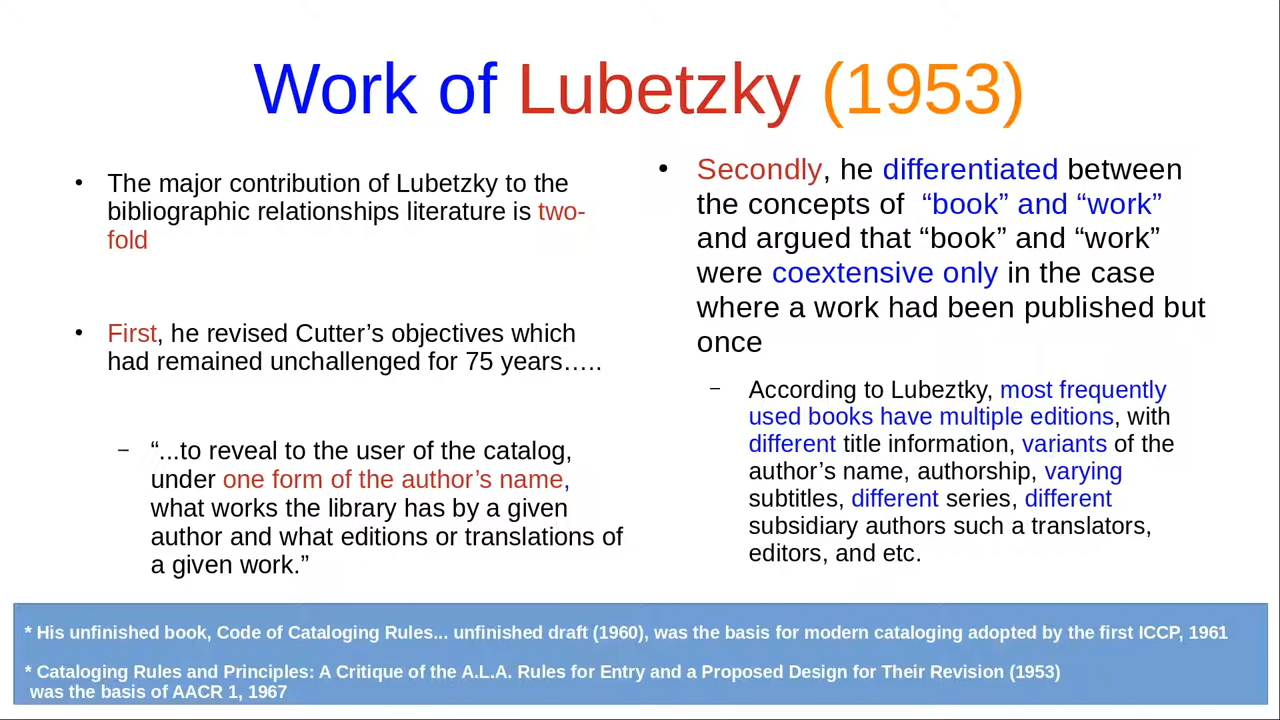 Work of Lubetzky (1953)
• The major contribution of Lubetzky to the
bibliographic relationships literature is two-
fold
• First, he revised Cutter’s objectives which
had remained unchallenged for 75 years…..
– “...to reveal to the user of the catalog,
under one form of the author’s name,
what works the library has by a given
author and what editions or translations of
a given work.”
• Secondly, he differentiated between
the concepts of “book” and “work”
and argued that “book” and “work”
were coextensive only in the case
where a work had been published but
once
– According to Lubeztky, most frequently
used books have multiple editions, with
different title information, variants of the
author’s name, authorship, varying
subtitles, different series, different
subsidiary authors such a translators,
editors, and etc.
* His unfinished book, Code of Cataloging Rules... unfinished draft (1960), was the basis for modern cataloging adopted by the first ICCP, 1961
* Cataloging Rules and Principles: A Critique of the A.L.A. Rules for Entry and a Proposed Design for Their Revision (1953)
was the basis of AACR 1, 1967